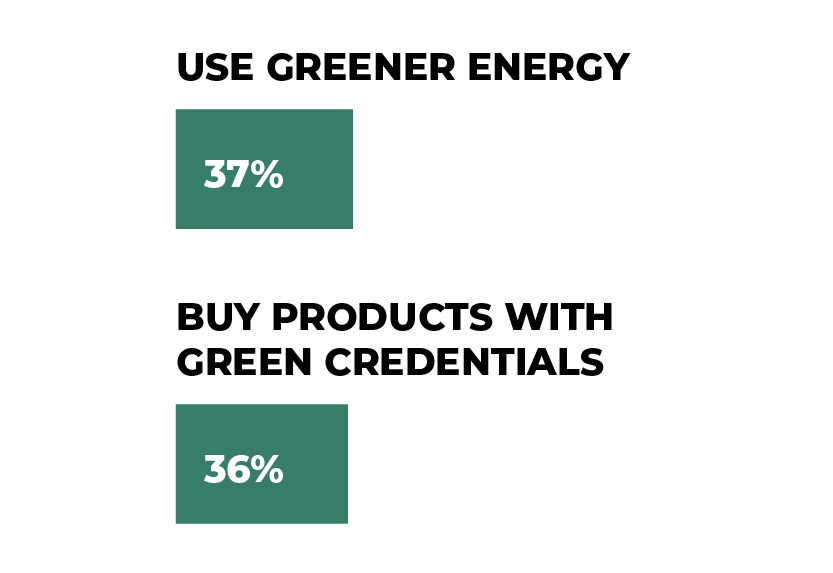 USE GREENER ENERGY
37%
BUY PRODUCTS WITH
GREEN CREDENTIALS
36%